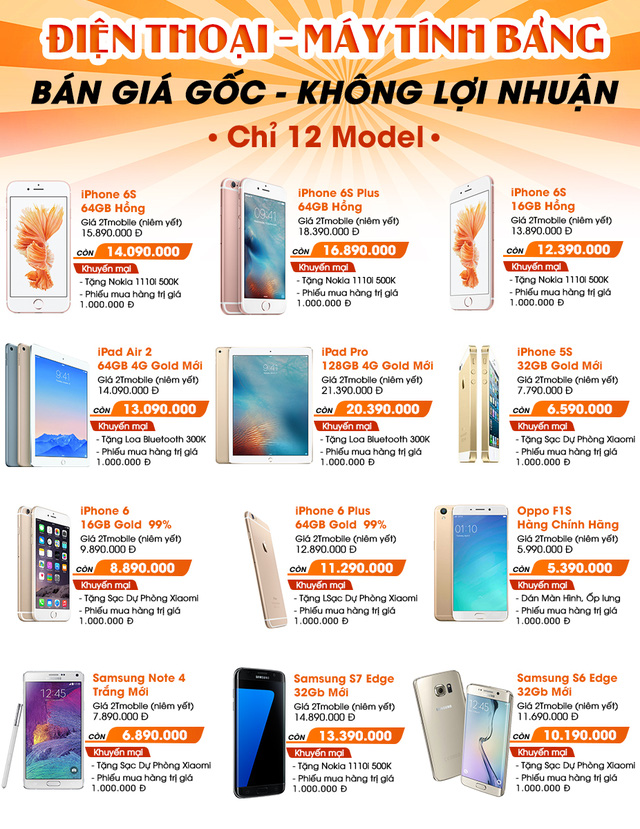 ĐIỆN THOẠI - MÁY TÍNH BẢNG
BÁN GIÁ GỐC - KHÔNG LỢI NHUẬN
• Chỉ 12 Model •
iPhone 6S
64GB Hồng
Giá 2Tmobile (niêm yết)
15.890.000 Đ
CÒN 14.090.000
Khuyến mại
- Tặng Nokia 1110i 500K
- Phiếu mua hàng trị giá
1.000.000 Đ
iPhone 6S Plus
64GB Hồng
Giá 2Tmobile (niêm yết)
18.390.000 Đ
CÒN 16.890.000
Khuyến mại
- Tặng Nokia 1110i 500K
- Phiếu mua hàng trị giá
1.000.000 Đ
iPhone 6S
16GB Hồng
Giá 2Tmobile (niêm yết)
13.890.000 Đ
CÒN 12.390.000
Khuyến mại
- Tặng Nokia 1110i 500K
- Phiếu mua hàng trị giá
1.000.000 Đ
iPad Air 2
64GB 4G Gold Mới
Giá 2Tmobile (niêm yết)
14.090.000 Đ
CÒN 13.090.000
Khuyến mại
- Tặng Loa Bluetooth 300K
- Phiếu mua hàng trị giá
1.000.000 Đ
iPad Pro
128GB 4G Gold Mới
Giá 2Tmobile (niêm yết)
21.390.000 Đ
CÒN 20.390.000
Khuyến mại
- Tặng Loa Bluetooth 300K
- Phiếu mua hàng trị giá
1.000.000 Đ
iPhone 5S
32GB Gold Mới
Giá 2Tmobile (niêm yết)
7.790.000 Đ
CÒN 6.590.000
Khuyến mại
- Tặng Sạc Dự Phòng Xiaomi
- Phiếu mua hàng trị giá
1.000.000 Đ
iPhone 6
16GB Gold 99%
Giá 2Tmobile (niêm yết)
9.890.000 Đ
CÒN 8.890.000
Khuyến mại
- Tặng Sạc Dự Phòng Xiaomi
- Phiếu mua hàng trị giá
1.000.000 Đ
iPhone 6 Plus
64GB Gold 99%
Giá 2Tmobile (niêm yết)
12.890.000 Đ
CÒN 11.290.000
Khuyến mại
- Tặng LSạc Dự Phòng Xiaomi
- Phiếu mua hàng trị giá
1.000.000 Đ
01:10
Oppo F1S
Hàng Chính Hãng
Giá 2Tmobile (niêm yết)
5.990.000 Đ
CÒN 5.390.000
Khuyến mại
- Dán Màn Hình, Ốp lưng
- Phiếu mua hàng trị giá
1.000.000 Đ
Samsung Note 4
Trắng Mới
Giá 2Tmobile (niêm yết)
7.890.000 Đ
CÒN 6.890.000
Khuyến mại
- Tặng Sạc Dự Phòng Xiaomi
- Phiếu mua hàng trị giá
1.000.000 Đ
Samsung S7 Edge
32Gb Mới
Giá 2Tmobile (niêm yết)
14.890.000 Đ
CÒN 13.390.000
Khuyến mại
- Tặng Nokia 1110i 500K
- Phiếu mua hàng trị giá
1.000.000 Đ
Samsung S6 Edge
32Gb Mới
Giá 2Tmobile (niêm yết)
11.690.000 Đ
CÒN 10.190.000
Khuyến mại
- Tặng Sạc Dự Phòng Xiaomi
- Phiếu mua hàng trị giá
1.000.000 Đ